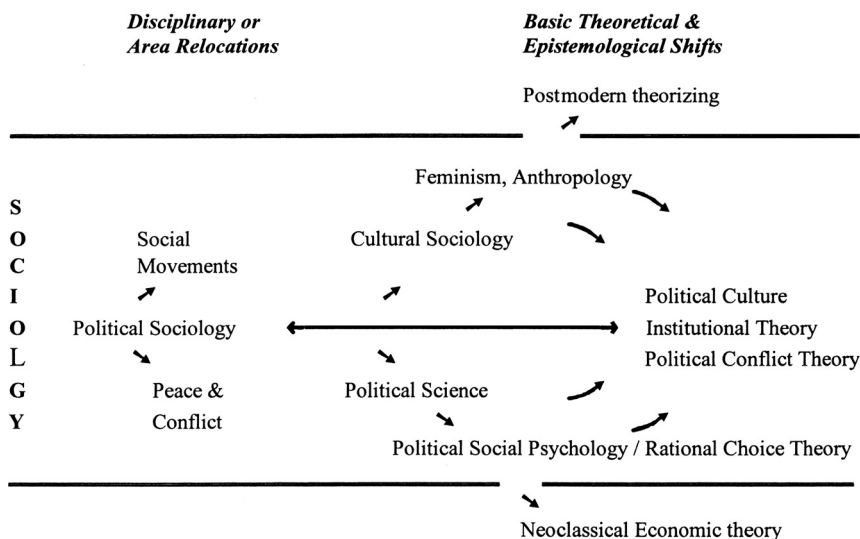 Disciplinary or
Area Relocations
Basic Theoretical &
Epistemological Shifts
Postmodern theorizing
SOCIOLGY
Feminism, Anthropology
Social
Movements
Cultural Sociology
Political Sociology
Political Culture
Institutional Theory
Political Conflict Theory
Peace &
Conflict
Political Science
Political Social Psychology / Rational Choice Theory
Neoclassical Economic theory